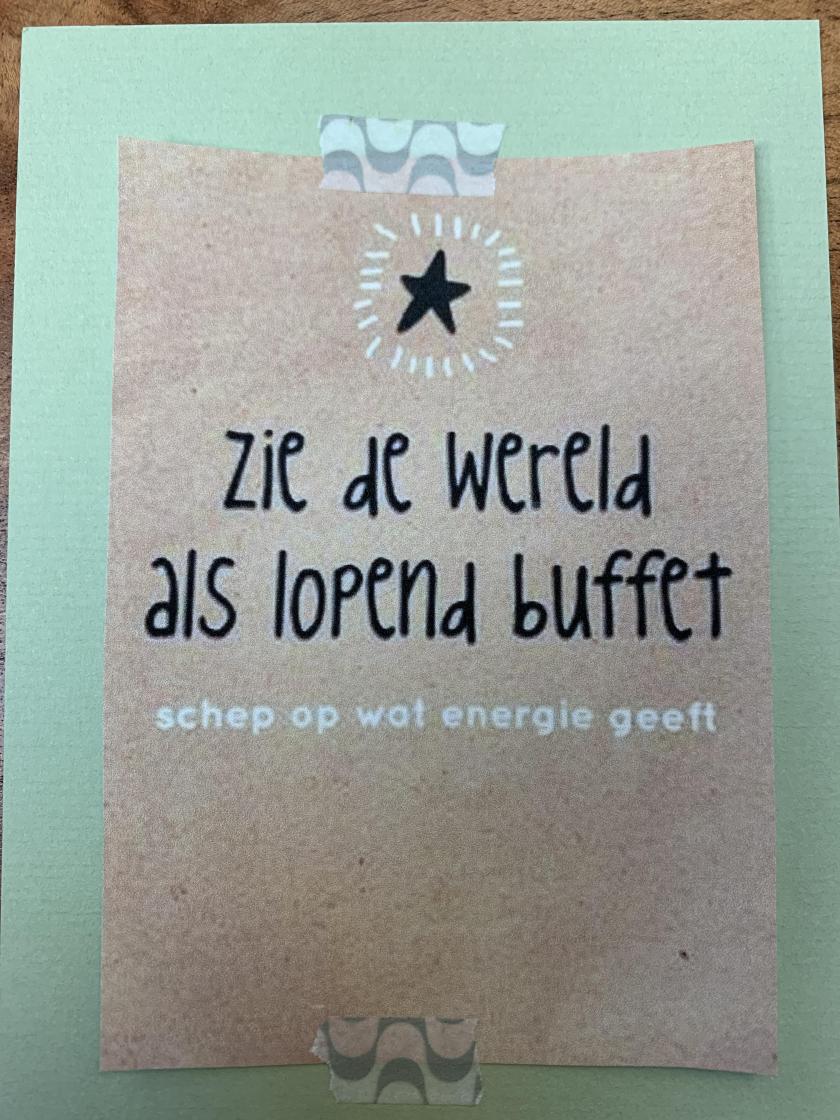 zie de wereld
als lopend buffet
schep op wat energie geeft